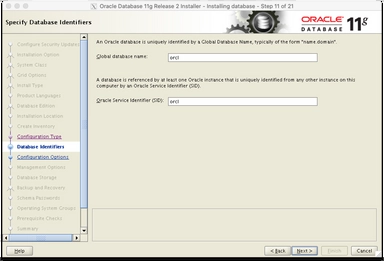 Oracle Database 11g Release 2 Installer - Installing database - Step 11 of 21
Specify Database Identifiers
ORACLE
DATABASE
11g
Configure Security Updates
Installation Option
System Class
Grid Options
Install Type
Product Languages
Database Edition
Installation Location
Create Inventory
Configuration Type
Database Identifiers
Configuration Options
Management Options
Database Storage
Backup and Recovery
Schema Passwords
Operating System Groups
Prerequisite Checks
Summary
An Oracle database is uniquely identified by a Global Database Name, typically of the form "name.domain".
Global database name:
orcl
A database is referenced by at least one Oracle instance that is uniquely identified from any other instance on this
computer by an Oracle Service Identifier (SID).
Oracle Service Identifier (SID):
orcl
Help
< Back
Next >
Finish
Cancel